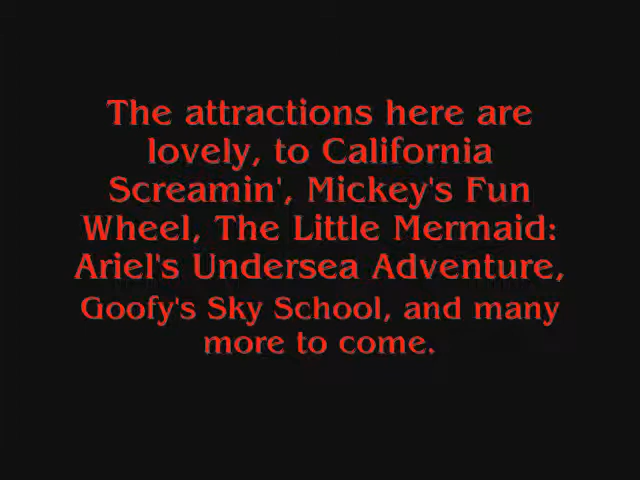 The attractions here are
lovely, to California
Screamin', Mickey's Fun
Wheel, The Little Mermaid:
Ariel's Undersea Adventure,
Goofy's Sky School, and many
more to come.